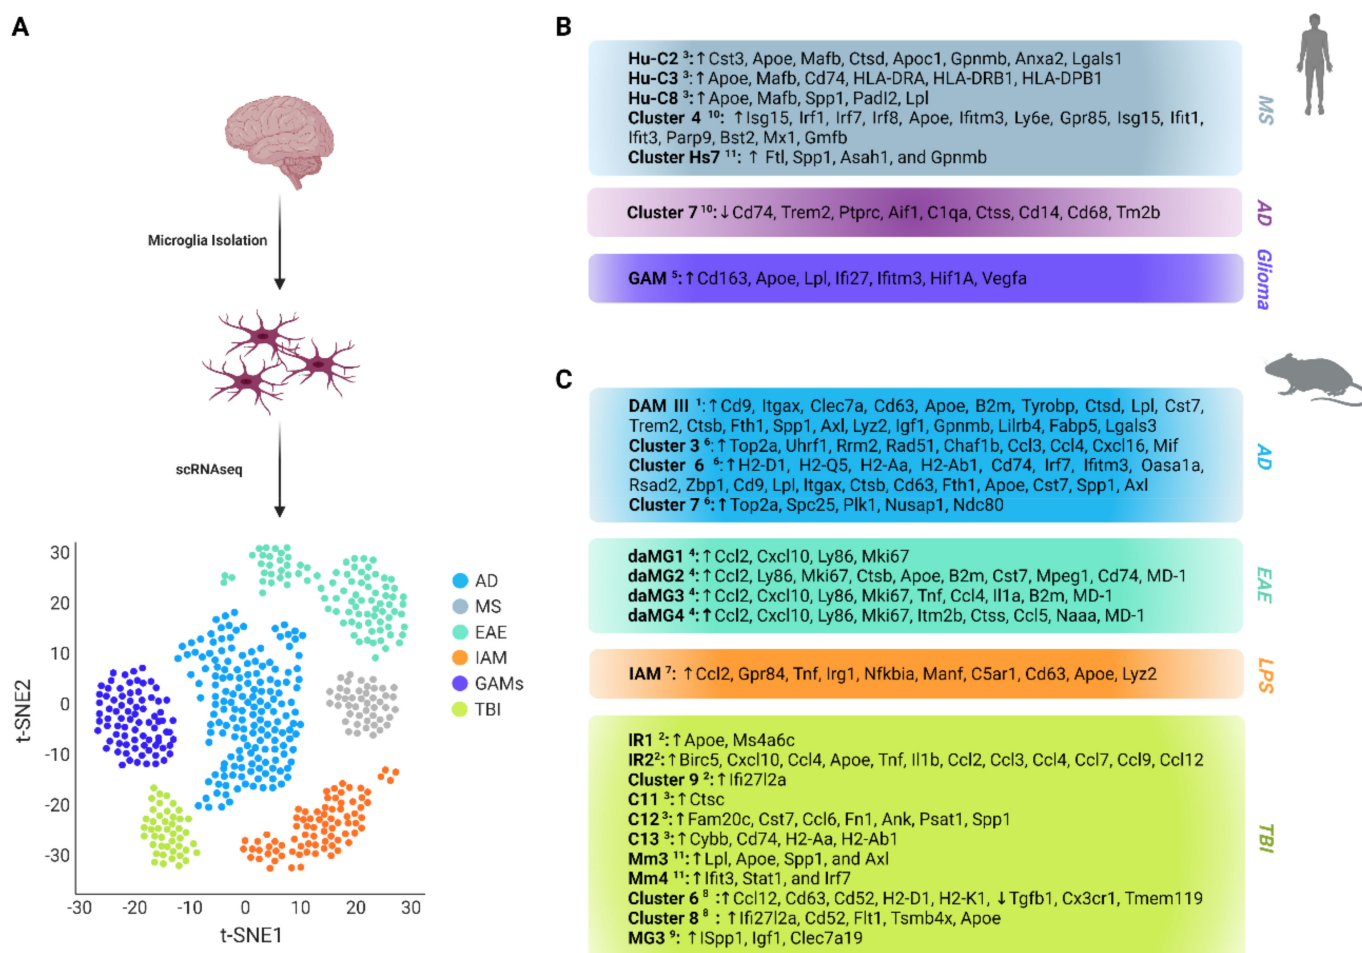 A
Microglia Isolation
scRNAseq
30
20
10
0
-10
-20
-30
t-SNE2
-30
-20
-10
0
10
20
30
t-SNE1
AD
MS
EAE
IAM
GAMs
TBI
B
Hu-C2 ³:↑Cst3, Apoe, Mafb, Ctsd, Apoc1, Gpnmb, Anxa2, Lgals1
Hu-C3 ³:↑Apoe, Mafb, Cd74, HLA-DRA, HLA-DRB1, HLA-DPB1
Hu-C8 ³:↑Apoe, Mafb, Spp1, PadI2, Lpl
Cluster 4 ¹⁰: ↑Isg15, Irf1, Irf7, Irf8, Apoe, Ifitm3, Ly6e, Gpr85, Isg15, Ifit1,
Ifit3, Parp9, Bst2, Mx1, Gmfb
Cluster Hs7 ¹¹: ↑ Ftl, Spp1, Asah1, and Gpnmb
MS
Cluster 7 ¹⁰:↓Cd74, Trem2, Ptprc, Aif1, C1qa, Ctss, Cd14, Cd68, Tm2b
AD
GAM ⁵:↑Cd163, Apoe, Lpl, Ifi27, Ifitm3, Hif1A, Vegfa
Glioma
C
DAM III ¹:↑Cd9, Itgax, Clec7a, Cd63, Apoe, B2m, Tyrobp, Ctsd, Lpl, Cst7,
Trem2, Ctsb, Fth1, Spp1, Axl, Lyz2, Igf1, Gpnmb, Lilrb4, Fabp5, Lgals3
Cluster 3 ⁶:↑Top2a, Uhrf1, Rrm2, Rad51, Chaf1b, Ccl3, Ccl4, Cxcl16, Mif
Cluster 6 ⁶:↑H2-D1, H2-Q5, H2-Aa, H2-Ab1, Cd74, Irf7, Ifitm3, Oasa1a,
Rsad2, Zbp1, Cd9, Lpl, Itgax, Ctsb, Cd63, Fth1, Apoe, Cst7, Spp1, Axl
Cluster 7 ⁶:↑Top2a, Spc25, Plk1, Nusap1, Ndc80
AD
daMG1 ⁴:↑Ccl2, Cxcl10, Ly86, Mki67
daMG2 ⁴:↑Ccl2, Ly86, Mki67, Ctsb, Apoe, B2m, Cst7, Mpeg1, Cd74, MD-1
daMG3 ⁴:↑Ccl2, Cxcl10, Ly86, Mki67, Tnf, Ccl4, Il1a, B2m, MD-1
daMG4 ⁴:↑Ccl2, Cxcl10, Ly86, Mki67, Itm2b, Ctss, Ccl5, Naaa, MD-1
EAE
IAM ⁷: ↑Ccl2, Gpr84, Tnf, Irg1, Nfkbia, Manf, C5ar1, Cd63, Apoe, Lyz2
LPS
IR1 ²:↑Apoe, Ms4a6c
IR2²:↑Birc5, Cxcl10, Ccl4, Apoe, Tnf, Il1b, Ccl2, Ccl3, Ccl4, Ccl7, Ccl9, Ccl12
Cluster 9 ²:↑Ifi27l2a
C11 ³:↑Ctsc
C12 ³:↑Fam20c, Cst7, Ccl6, Fn1, Ank, Psat1, Spp1
C13 ³:↑Cybb, Cd74, H2-Aa, H2-Ab1
Mm3 ¹¹:↑Lpl, Apoe, Spp1, and Axl
Mm4 ¹¹:↑Ifit3, Stat1, and Irf7
Cluster 6 ⁸ :↑Ccl12, Cd63, Cd52, H2-D1, H2-K1, ↓Tgfb1, Cx3cr1, Tmem119
Cluster 8 ⁸ : ↑Ifi27l2a, Cd52, Flt1, Tsmb4x, Apoe
MG3 ⁹: ↑ISpp1, Igf1, Clec7a19
TBI